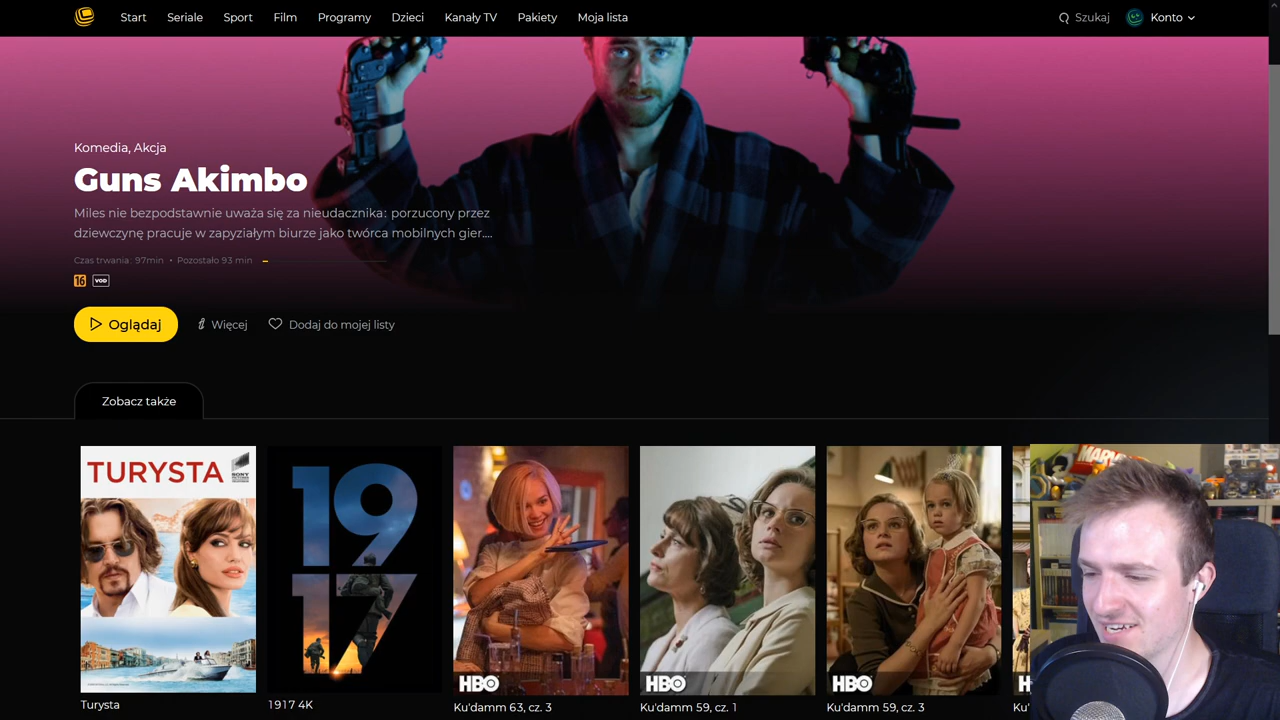 Start Seriale Sport Film Programy Dzieci Kanały TV Pakiety Moja lista Szukaj Konto
Komedia, Akcja
Guns Akimbo
Miles nie bezpodstawnie uważa się za nieudacznika: porzucony przez
dziewczynę pracuje w zapyziałym biurze jako twórca mobilnych gier....
Czas trwania: 97min • Pozostało 93 min
16 VOD
Oglądaj Więcej Dodaj do mojej listy
Zobacz także
TURYSTA
SONY
19
17
HBO HBO HBO H
Turysta 1917 4K Ku'damm 63, cz. 3 Ku'damm 59, cz. 1 Ku'damm 59, cz. 3 Ku'
MARV